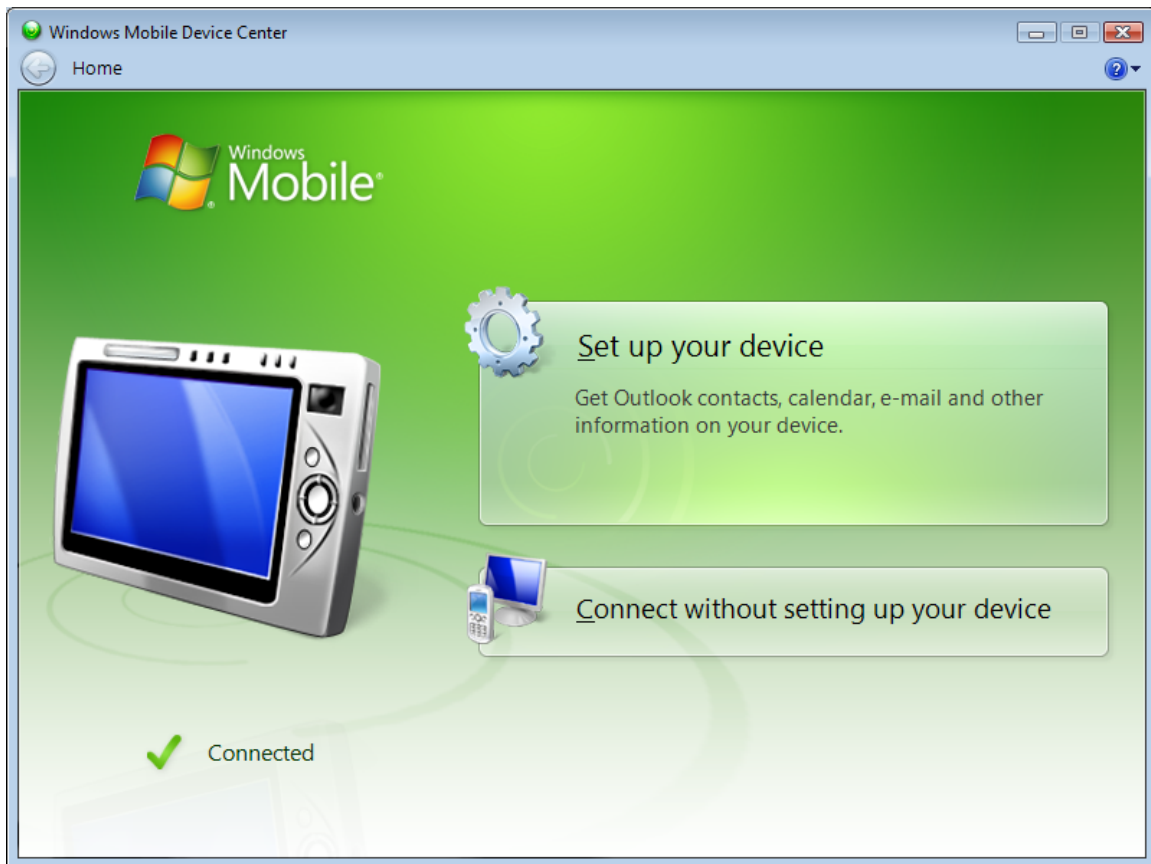 Windows Mobile Device Center
Home
Windows
Mobile®
Set up your device
Get Outlook contacts, calendar, e-mail and other
information on your device.
Connect without setting up your device
Connected